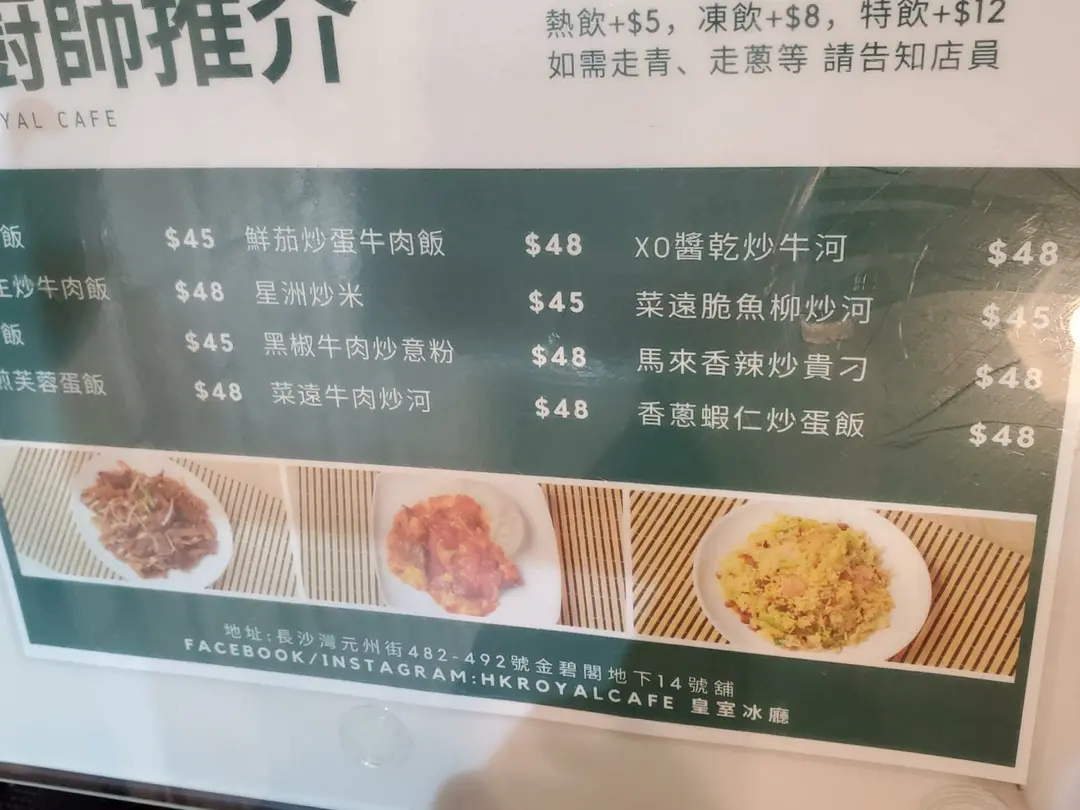 廚師推介
YAL CAFE
熱飲+$5，凍飲+$8，特飲+$12
如需走青、走蔥等 請告知店員
飯 $45
炒牛肉飯 $48
飯 $45
煎芙蓉蛋飯 $48
鮮茄炒蛋牛肉飯 $48
星洲炒米 $45
黑椒牛肉炒意粉 $48
菜遠牛肉炒河 $48
XO醬乾炒牛河 $48
菜遠脆魚柳炒河 $45
馬來香辣炒貴刁 $48
香蔥蝦仁炒蛋飯 $48
地址:長沙灣元州街482-492號金碧閣地下14號舖
FACEBOOK/INSTAGRAM:HKROYALCAFE 皇室冰廳